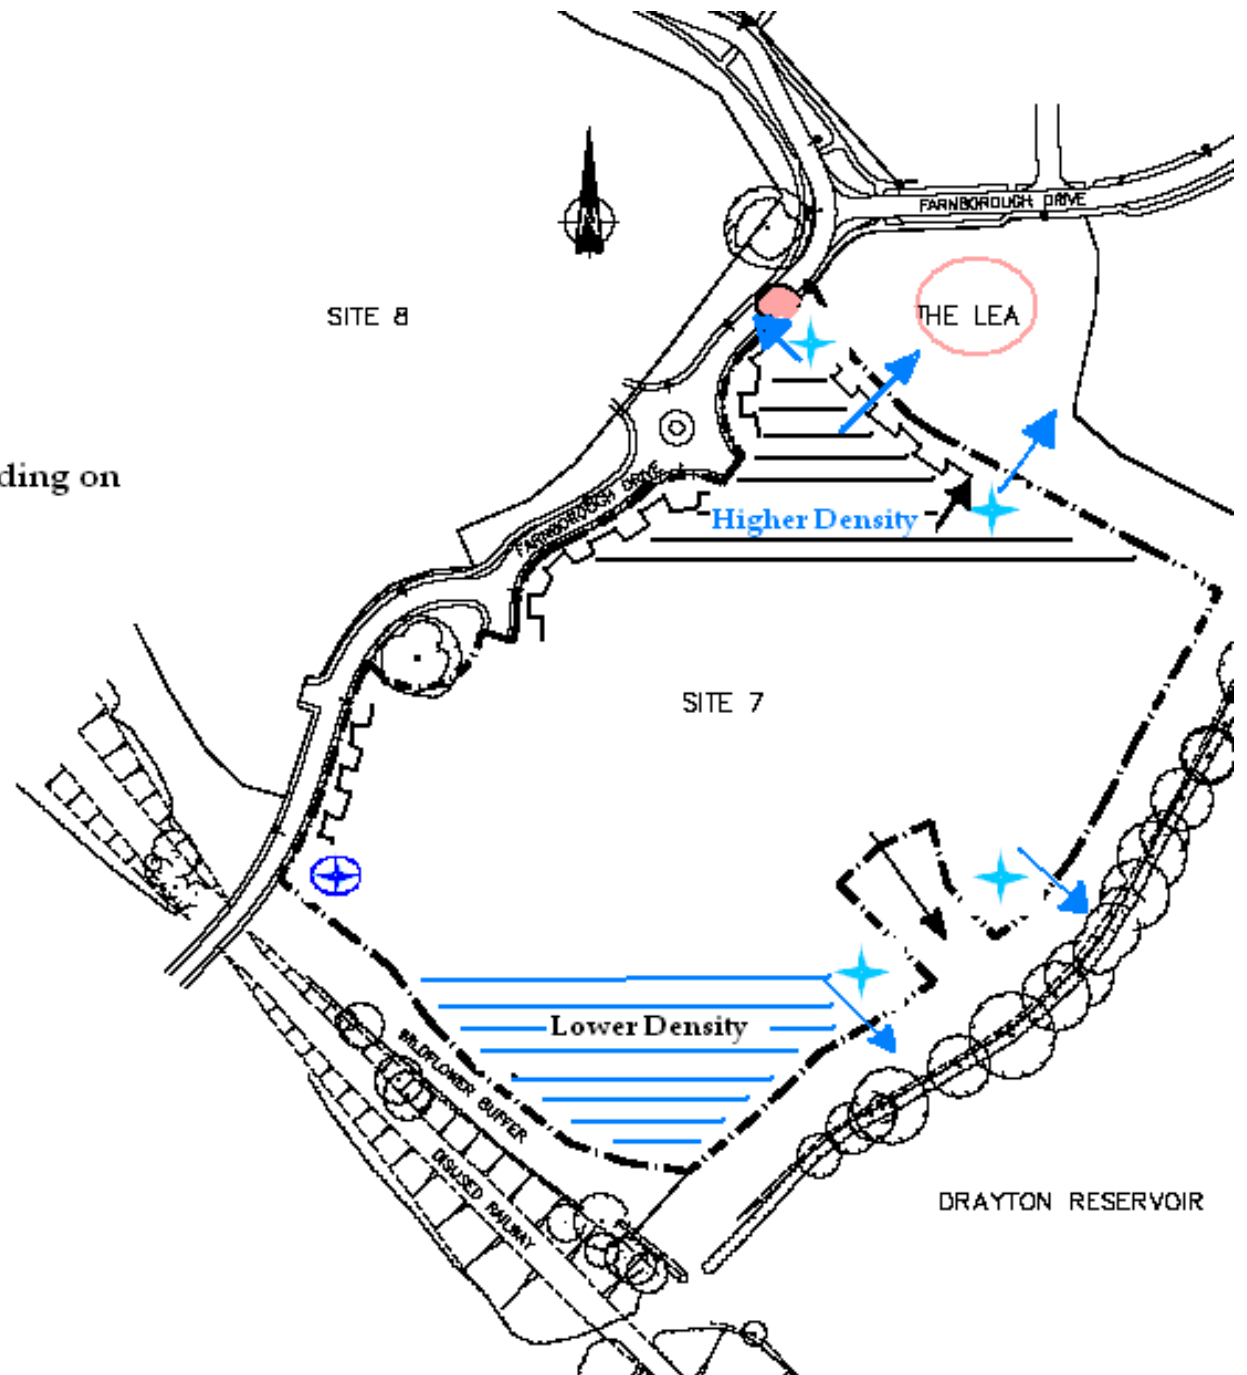 FARNBOROUGH DRIVE
SITE 8
THE LEA
ding on
FARNBOROUGH DRIVE
Higher Density
SITE 7
Lower Density
WILDFLOWER BUFFER
DISUSED RAILWAY
DRAYTON RESERVOIR